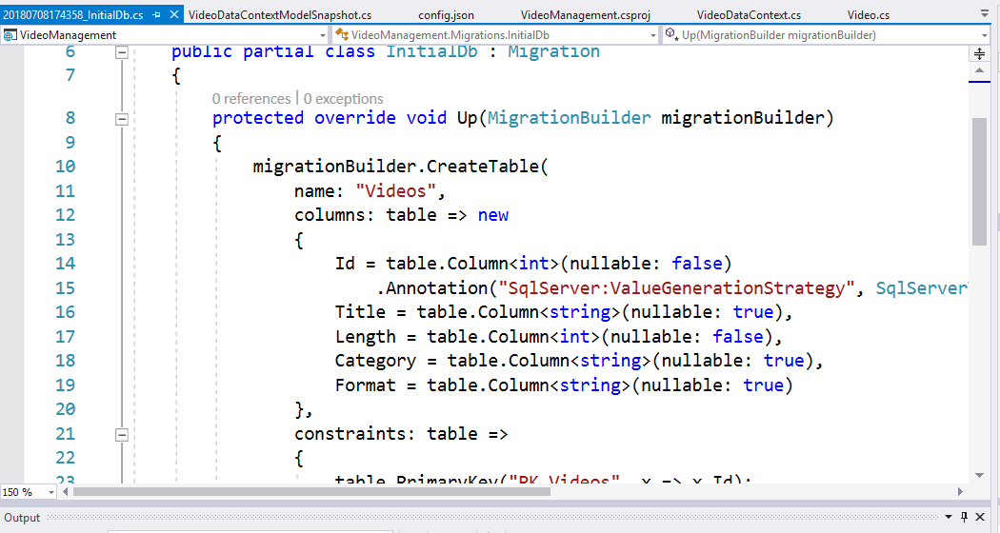 20180708174358_InitialDb.cs VideoDataContextModelSnapshot.cs config.json VideoManagement.csproj VideoDataContext.cs Video.cs
VideoManagement VideoManagement.Migrations.InitialDb Up(MigrationBuilder migrationBuilder)
6 public partial class InitialDb : Migration
7 {
0 references | 0 exceptions
8 protected override void Up(MigrationBuilder migrationBuilder)
9 {
10 migrationBuilder.CreateTable(
11 name: "Videos",
12 columns: table => new
13 {
14 Id = table.Column<int>(nullable: false)
15 .Annotation("SqlServer:ValueGenerationStrategy", SqlServer
16 Title = table.Column<string>(nullable: true),
17 Length = table.Column<int>(nullable: false),
18 Category = table.Column<string>(nullable: true),
19 Format = table.Column<string>(nullable: true)
20 },
21 constraints: table =>
22 {
23 table.PrimaryKey("PK_Videos", x => x.Id);
150 %
Output